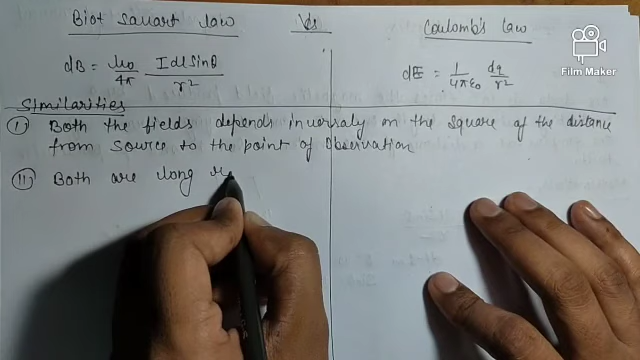 Biot savart law Vs Coulomb's law
dB = μ₀/4π Idl Sinθ/r² dE = 1/4πε₀ dq/r²
Similarities
(I) Both the fields depends inversaly on the square of the distance
from source to the point of observation
(II) Both are long
Film Maker